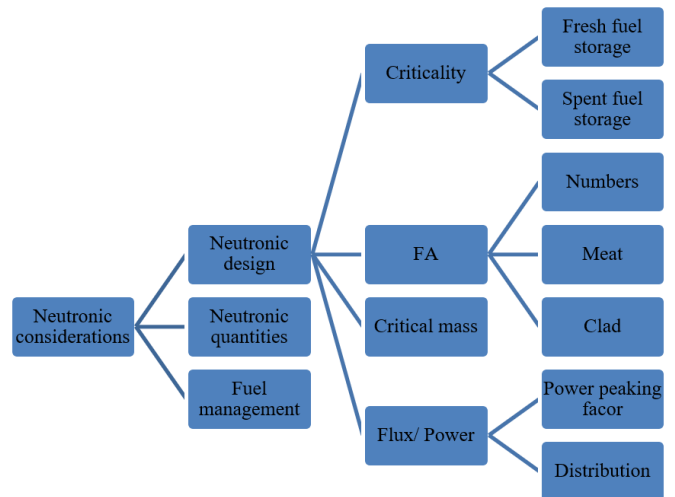 Neutronic
considerations
Neutronic
design
Neutronic
quantities
Fuel
management
Criticality
FA
Critical mass
Flux/ Power
Fresh fuel
storage
Spent fuel
storage
Numbers
Meat
Clad
Power peaking
facor
Distribution